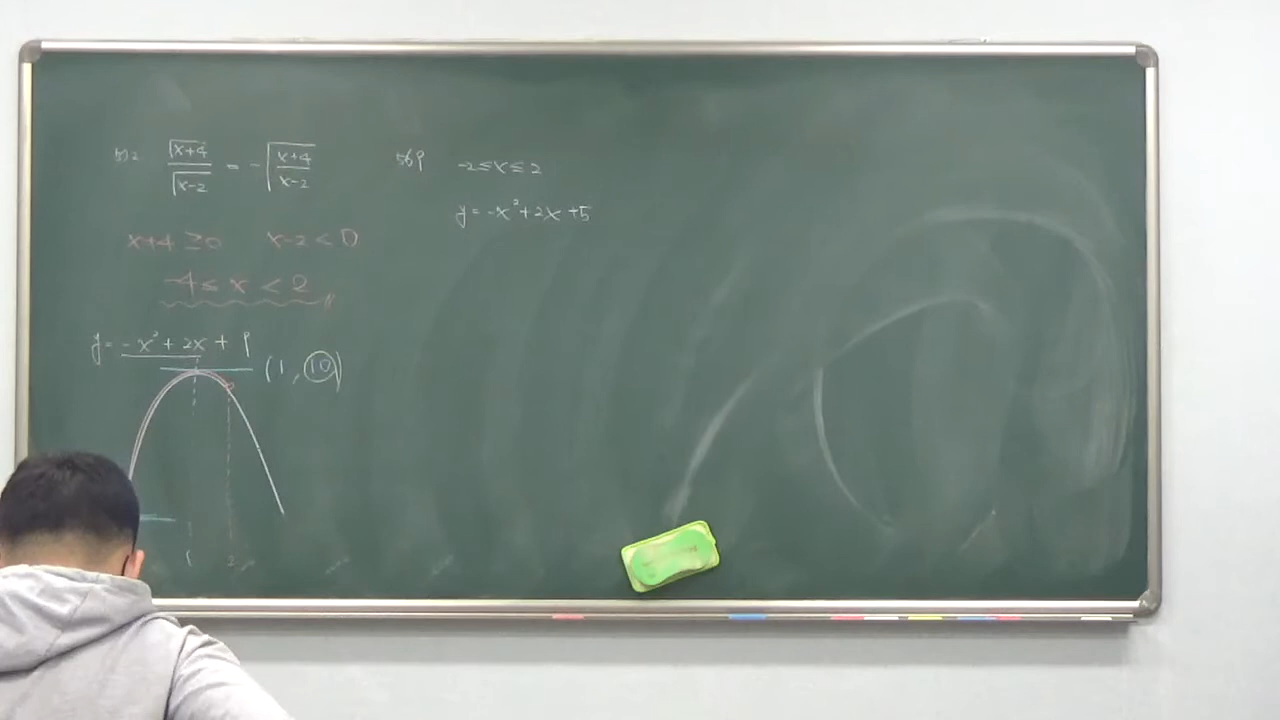 552 √(x+4)/√(x-2) = -√((x+4)/(x-2))
x+4 ≥ 0 x-2 < 0
-4 ≤ x < 2
y = -x² + 2x + 9
(1, 10)
1 2
569 -2 ≤ x ≤ 2
y = -x² + 2x + 5